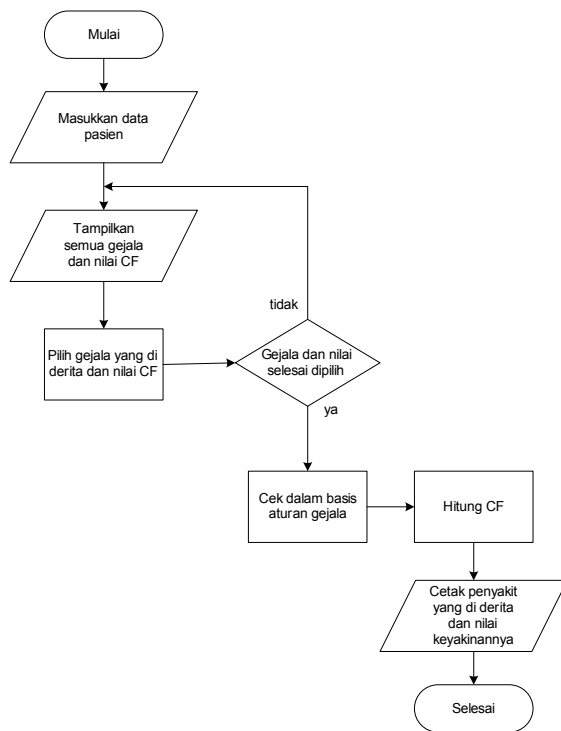 Mulai
Masukkan data
pasien
Tampilkan
semua gejala
dan nilai CF
tidak
Pilih gejala yang di
derita dan nilai CF
Gejala dan nilai
selesai dipilih
ya
Cek dalam basis
aturan gejala
Hitung CF
Cetak penyakit
yang di derita
dan nilai
keyakinannya
Selesai